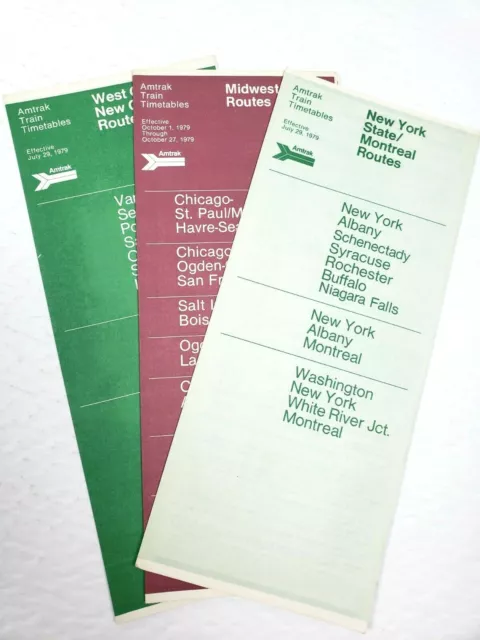 Amtrak
Train
Timetables
West
New
Route
Effective
July 29, 1979
Amtrak
Amtrak
Train
Timetables
Midwest
Routes
Effective
October 1, 1979
Through
October 27, 1979
Amtrak
Chicago-
St. Paul/M
Havre-Sea
Chicago
Ogden-
San Fr
Salt L
Bois
Ogd
La
Amtrak
Train
Timetables
Effective
July 29, 1979
Amtrak
New York
State/
Montreal
Routes
New York
Albany
Schenectady
Syracuse
Rochester
Buffalo
Niagara Falls
New York
Albany
Montreal
Washington
New York
White River Jct.
Montreal